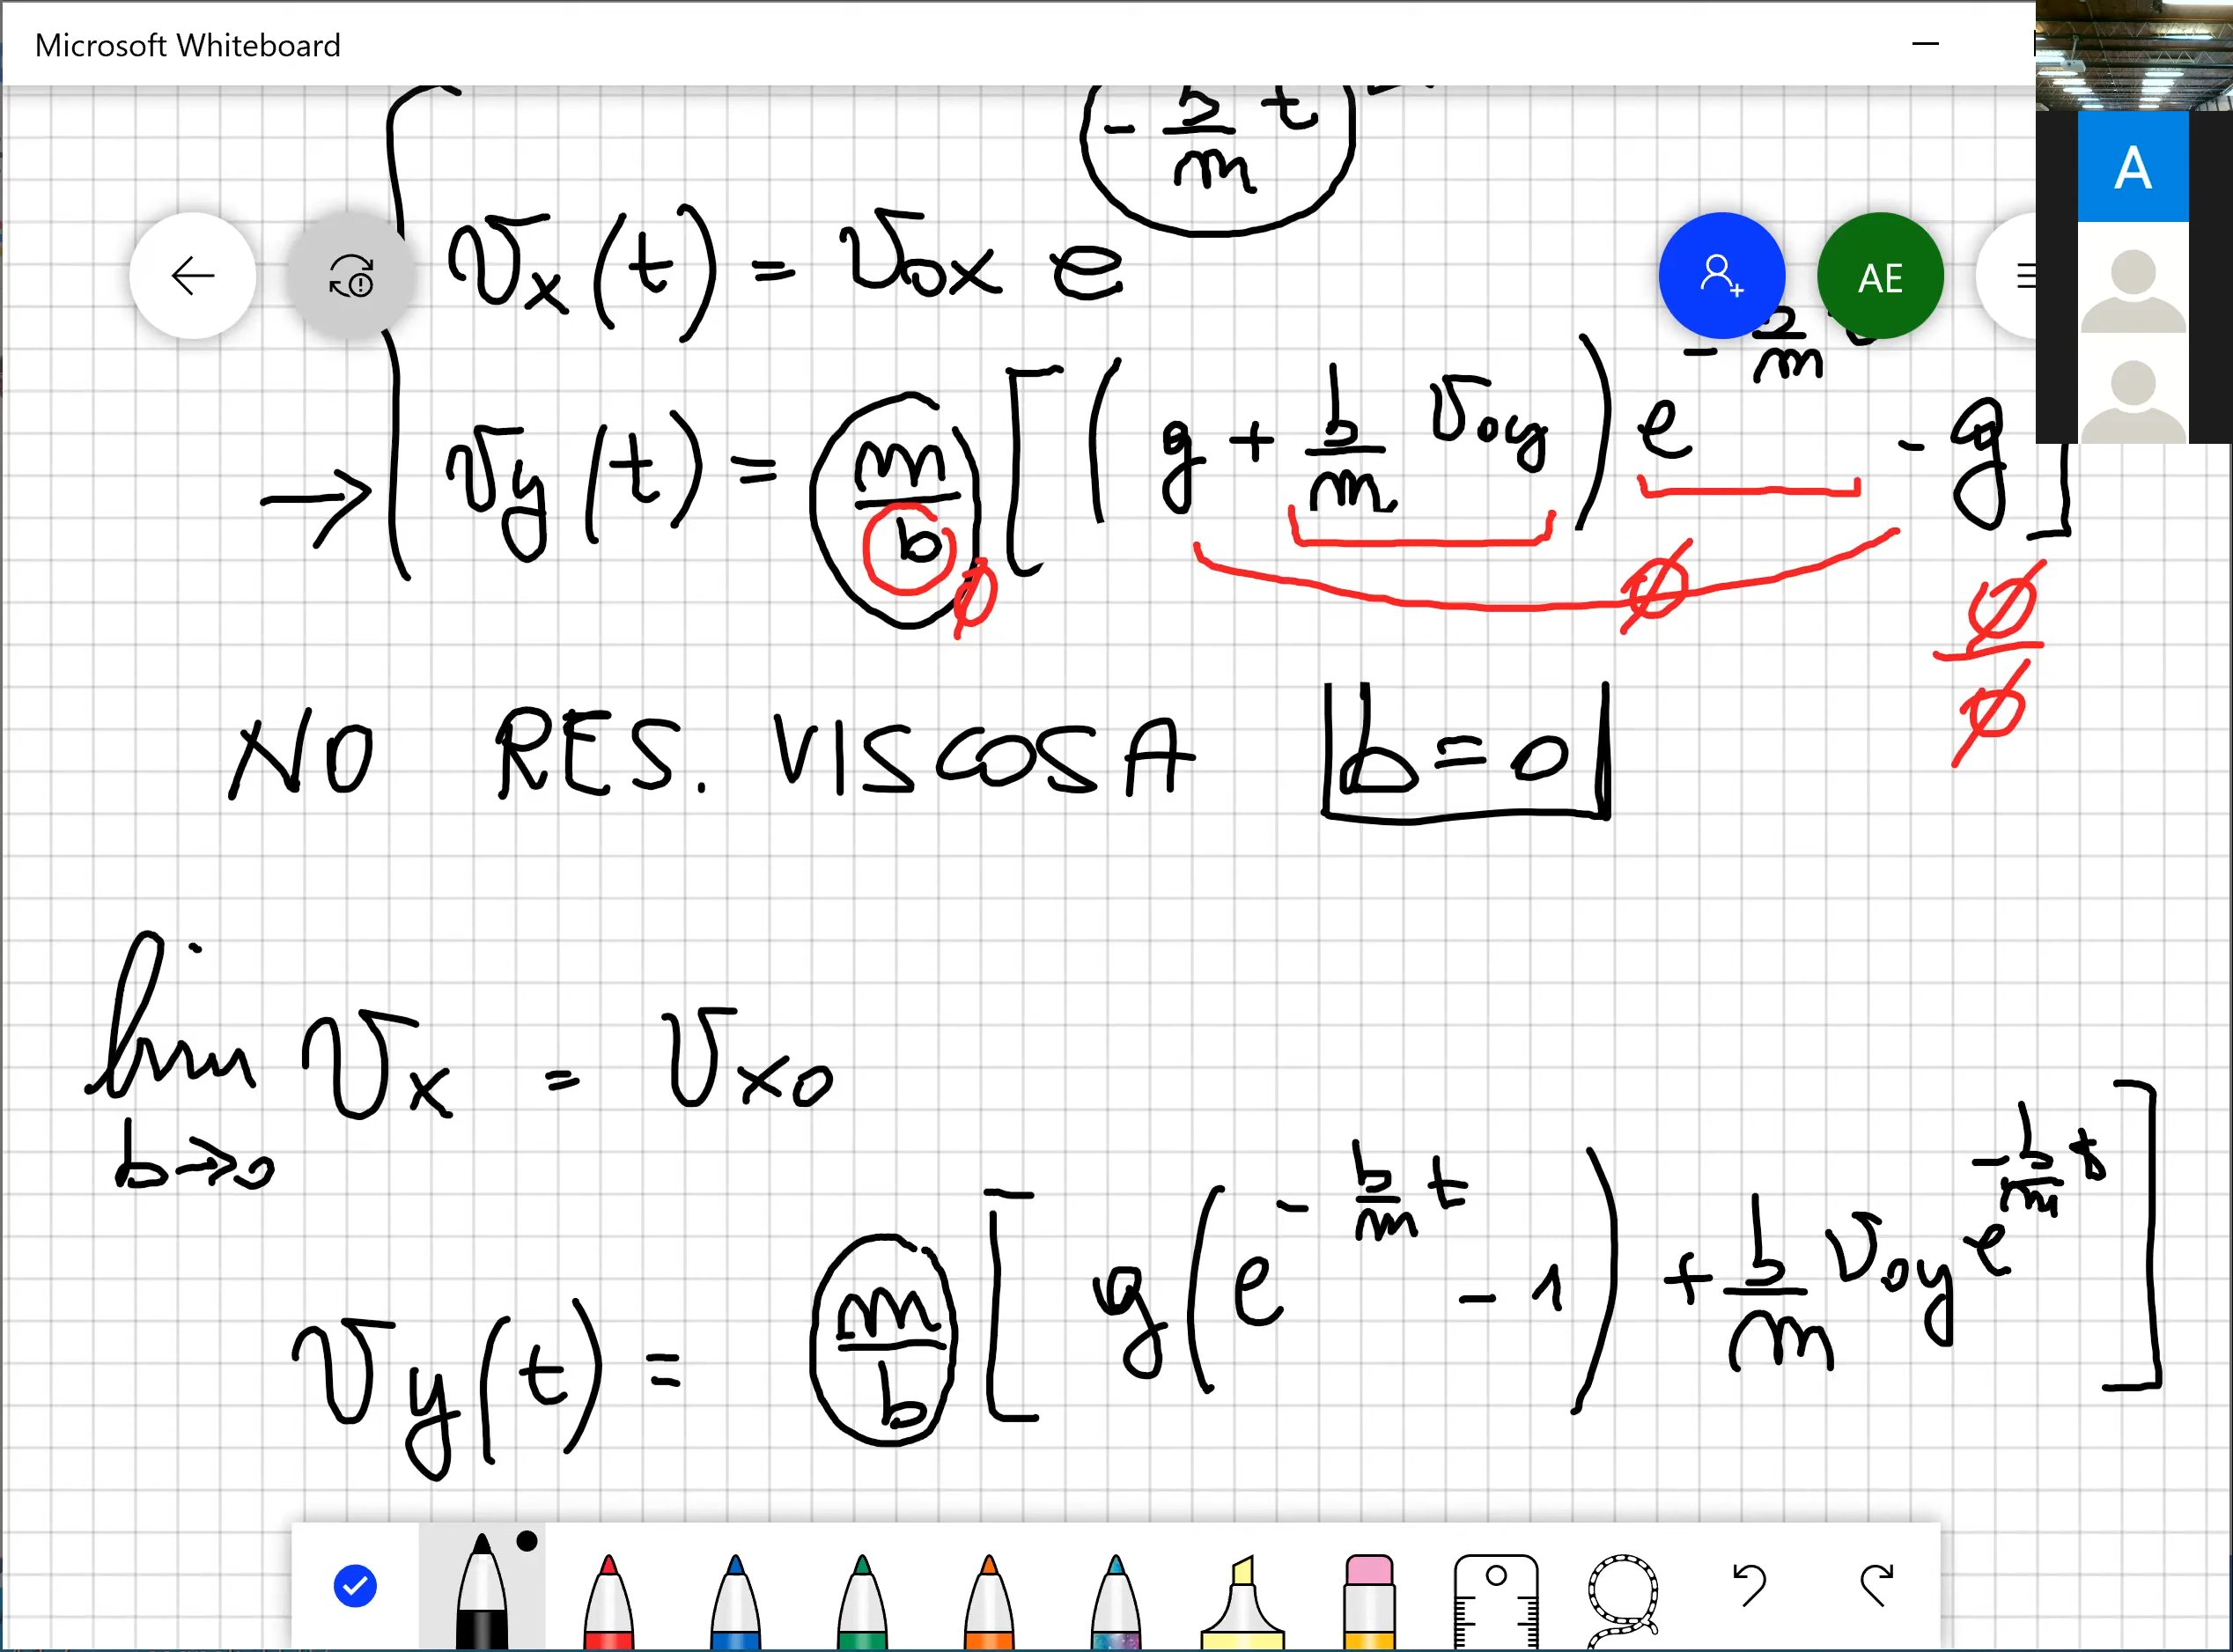 Microsoft Whiteboard
A
- b/m t
AE
vx(t) = v0x e
→ vy(t) = m/b [(g + b/m v0y) e - b/m - g]
∅ ∅ ∅/∅
NO RES. VISCOSA b=0
lim b→0 vx = vx0
vy(t) = m/b [g(e - b/m t - 1) + b/m v0y e - b/m t]